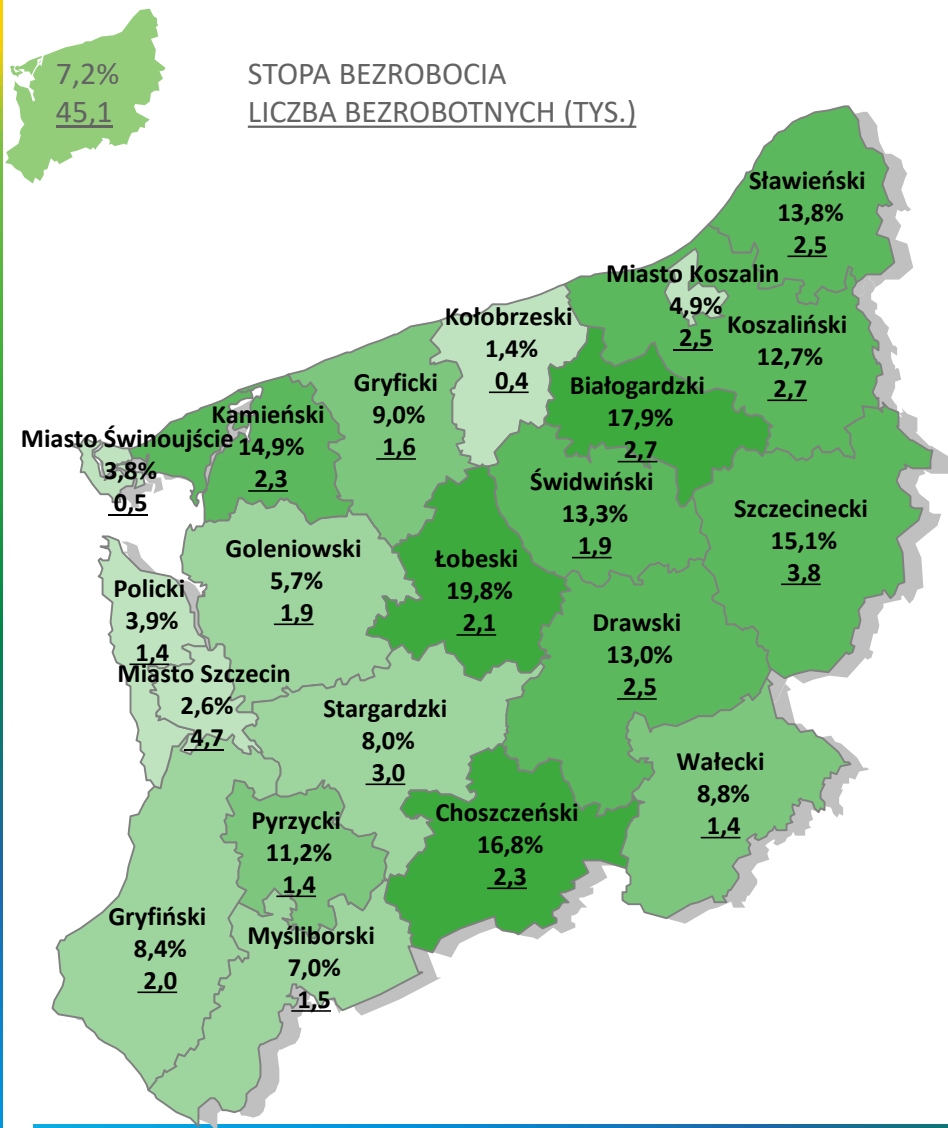 7,2%
45,1
STOPA BEZROBOCIA
LICZBA BEZROBOTNYCH (TYS.)
Sławieński
13,8%
2,5
Miasto Koszalin
4,9%
2,5
Koszaliński
12,7%
2,7
Kołobrzeski
1,4%
0,4
Białogardzki
17,9%
2,7
Gryficki
9,0%
1,6
Kamieński
14,9%
2,3
Miasto Świnoujście
3,8%
0,5
Świdwiński
13,3%
1,9
Szczecinecki
15,1%
3,8
Goleniowski
5,7%
1,9
Łobeski
19,8%
2,1
Policki
3,9%
1,4
Drawski
13,0%
2,5
Miasto Szczecin
2,6%
4,7
Stargardzki
8,0%
3,0
Wałecki
8,8%
1,4
Choszczeński
16,8%
2,3
Pyrzycki
11,2%
1,4
Gryfiński
8,4%
2,0
Myśliborski
7,0%
1,5